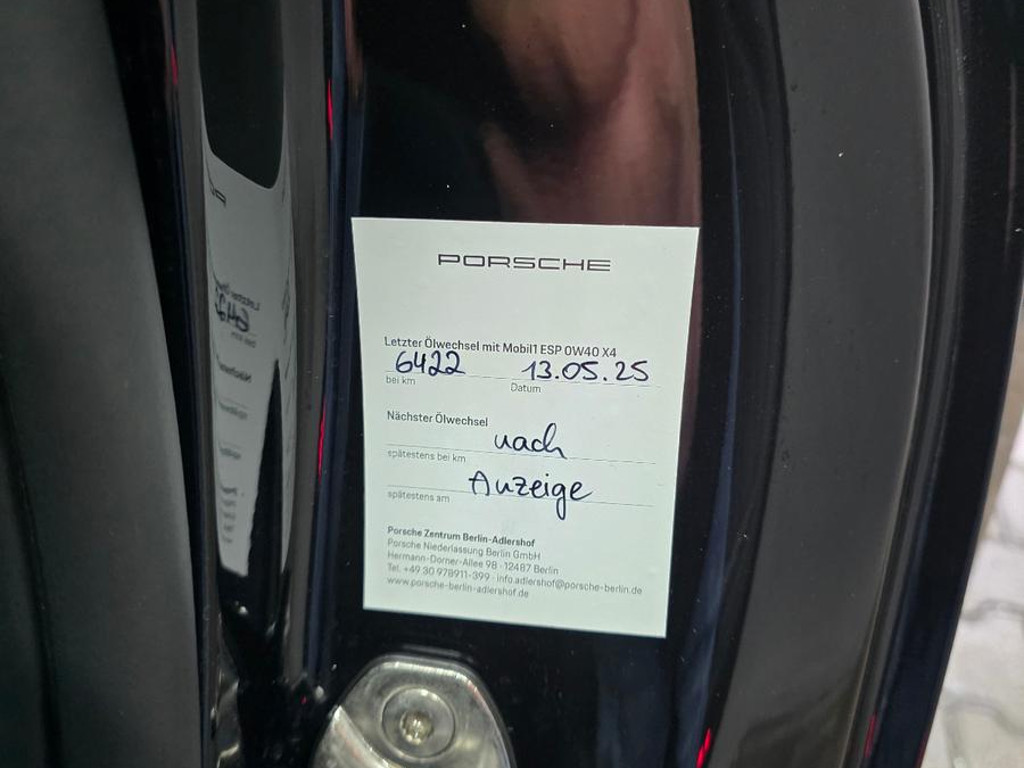 PORSCHE
Letzter Ölwechsel mit Mobil1 ESP 0W40 X4
6422 13.05.25
bei km Datum
Nächster Ölwechsel
nach
spätestens bei km
Anzeige
spätestens am
Porsche Zentrum Berlin-Adlershof
Porsche Niederlassung Berlin GmbH
Hermann-Dorner-Allee 98 · 12487 Berlin
Tel. +49 30 978911-399 · info.adlershof@porsche-berlin.de
www.porsche-berlin-adlershof.de